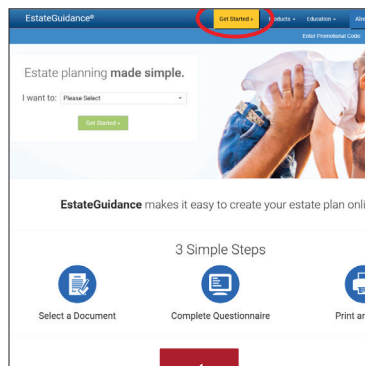 EstateGuidance®
Get Started »
Products
Education
Enter Promotional Code:
Estate planning made simple.
I want to: Please Select
Get Started »
EstateGuidance makes it easy to create your estate plan onli
3 Simple Steps
Select a Document
Complete Questionnaire
Print ar